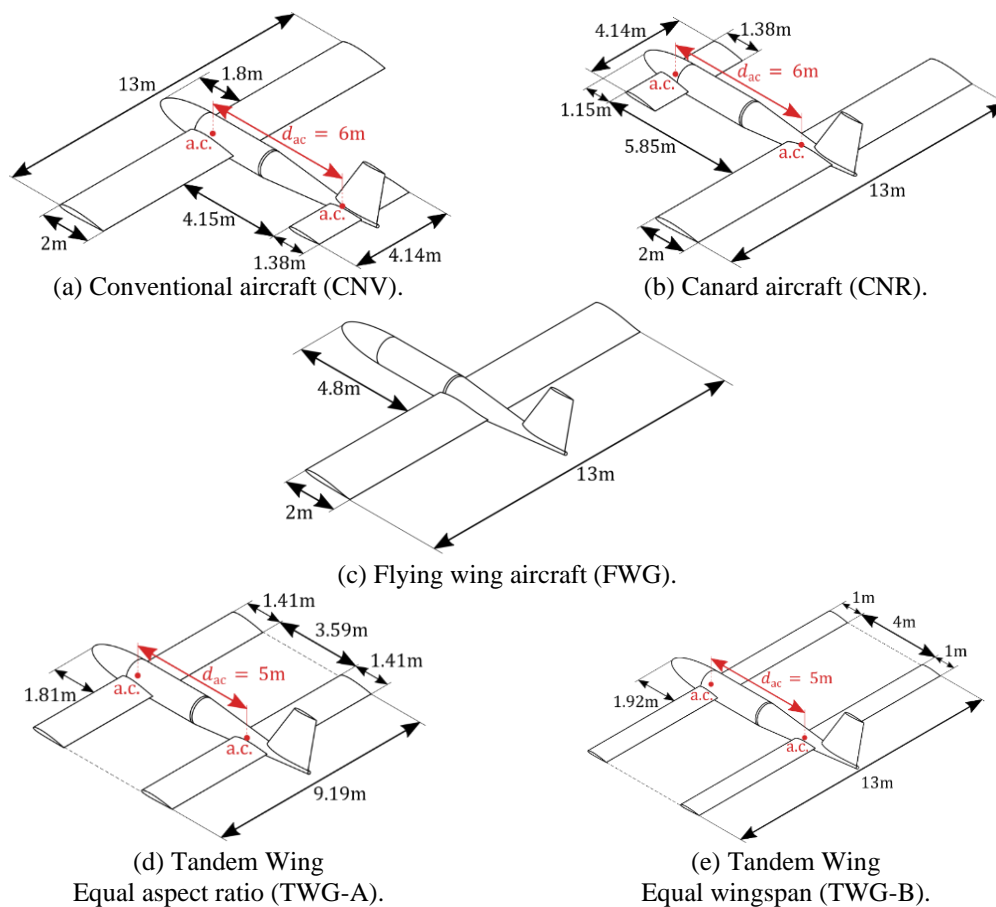 13m
1.8m
d_ac = 6m
a.c.
a.c.
4.15m
2m
1.38m
4.14m
(a) Conventional aircraft (CNV).
4.14m
1.38m
d_ac = 6m
a.c.
1.15m
a.c.
5.85m
13m
2m
(b) Canard aircraft (CNR).
4.8m
13m
2m
(c) Flying wing aircraft (FWG).
1.41m
3.59m
1.41m
d_ac = 5m
a.c.
1.81m
a.c.
9.19m
(d) Tandem Wing
Equal aspect ratio (TWG-A).
1m
4m
1m
d_ac = 5m
a.c.
1.92m
a.c.
13m
(e) Tandem Wing
Equal wingspan (TWG-B).